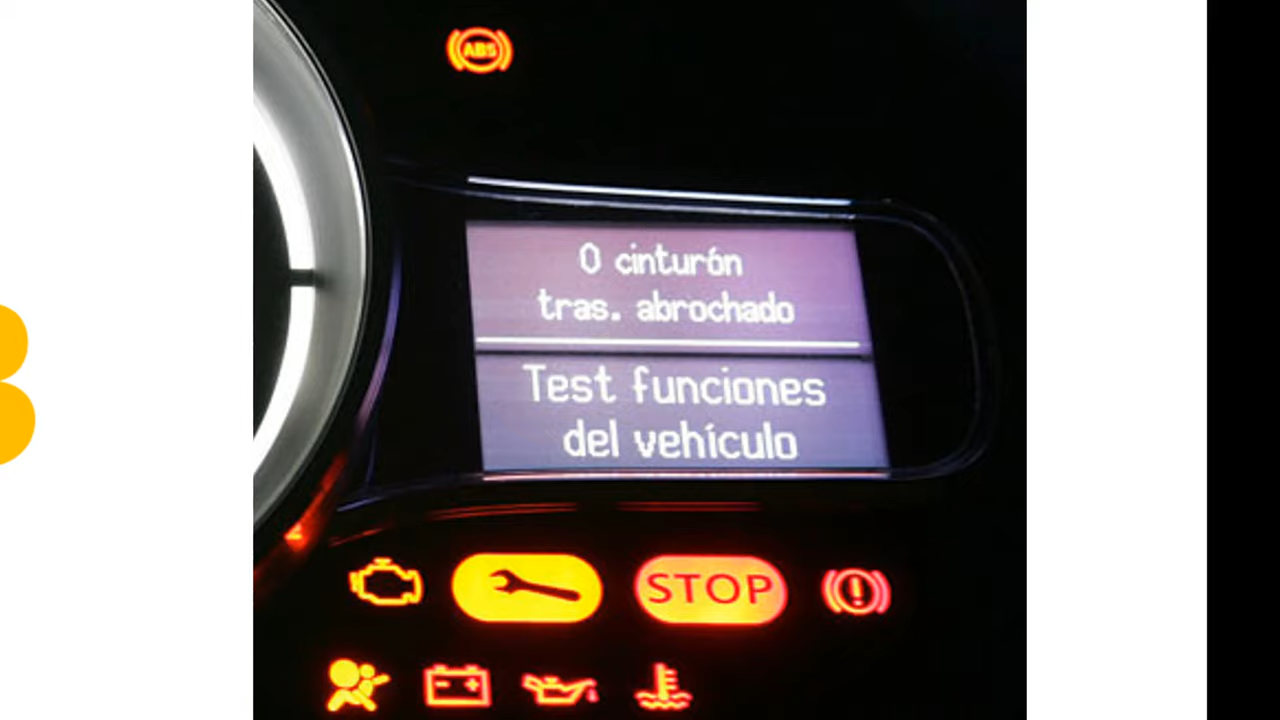 ABS
0 cinturón
tras. abrochado
Test funciones
del vehículo
STOP